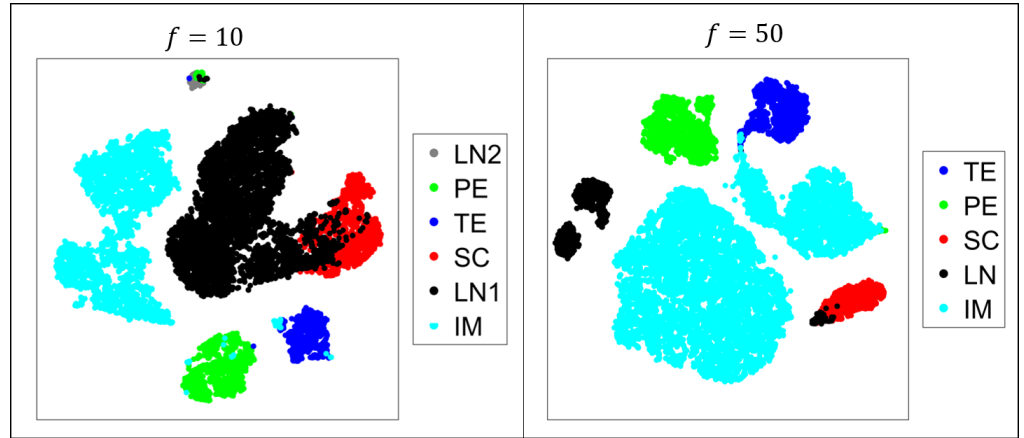 f = 10
LN2
PE
TE
SC
LN1
IM
f = 50
TE
PE
SC
LN
IM